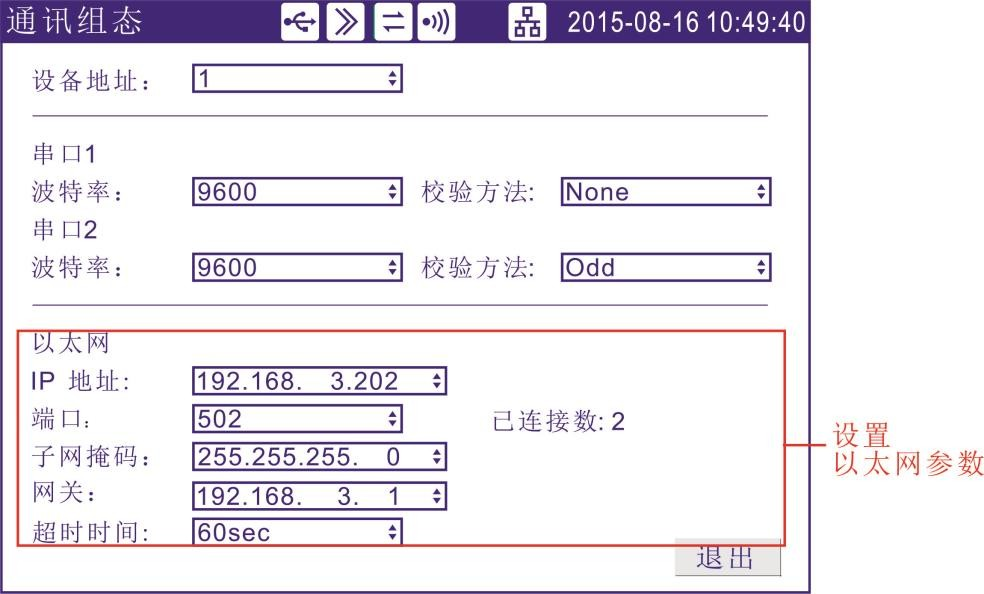 通讯组态 2015-08-16 10:49:40
设备地址： 1
串口1
波特率： 9600 校验方法: None
串口2
波特率： 9600 校验方法: Odd
以太网
IP 地址: 192.168. 3.202
端口： 502 已连接数: 2
子网掩码： 255.255.255. 0
网关： 192.168. 3. 1
超时时间: 60sec
退出
设置
以太网参数